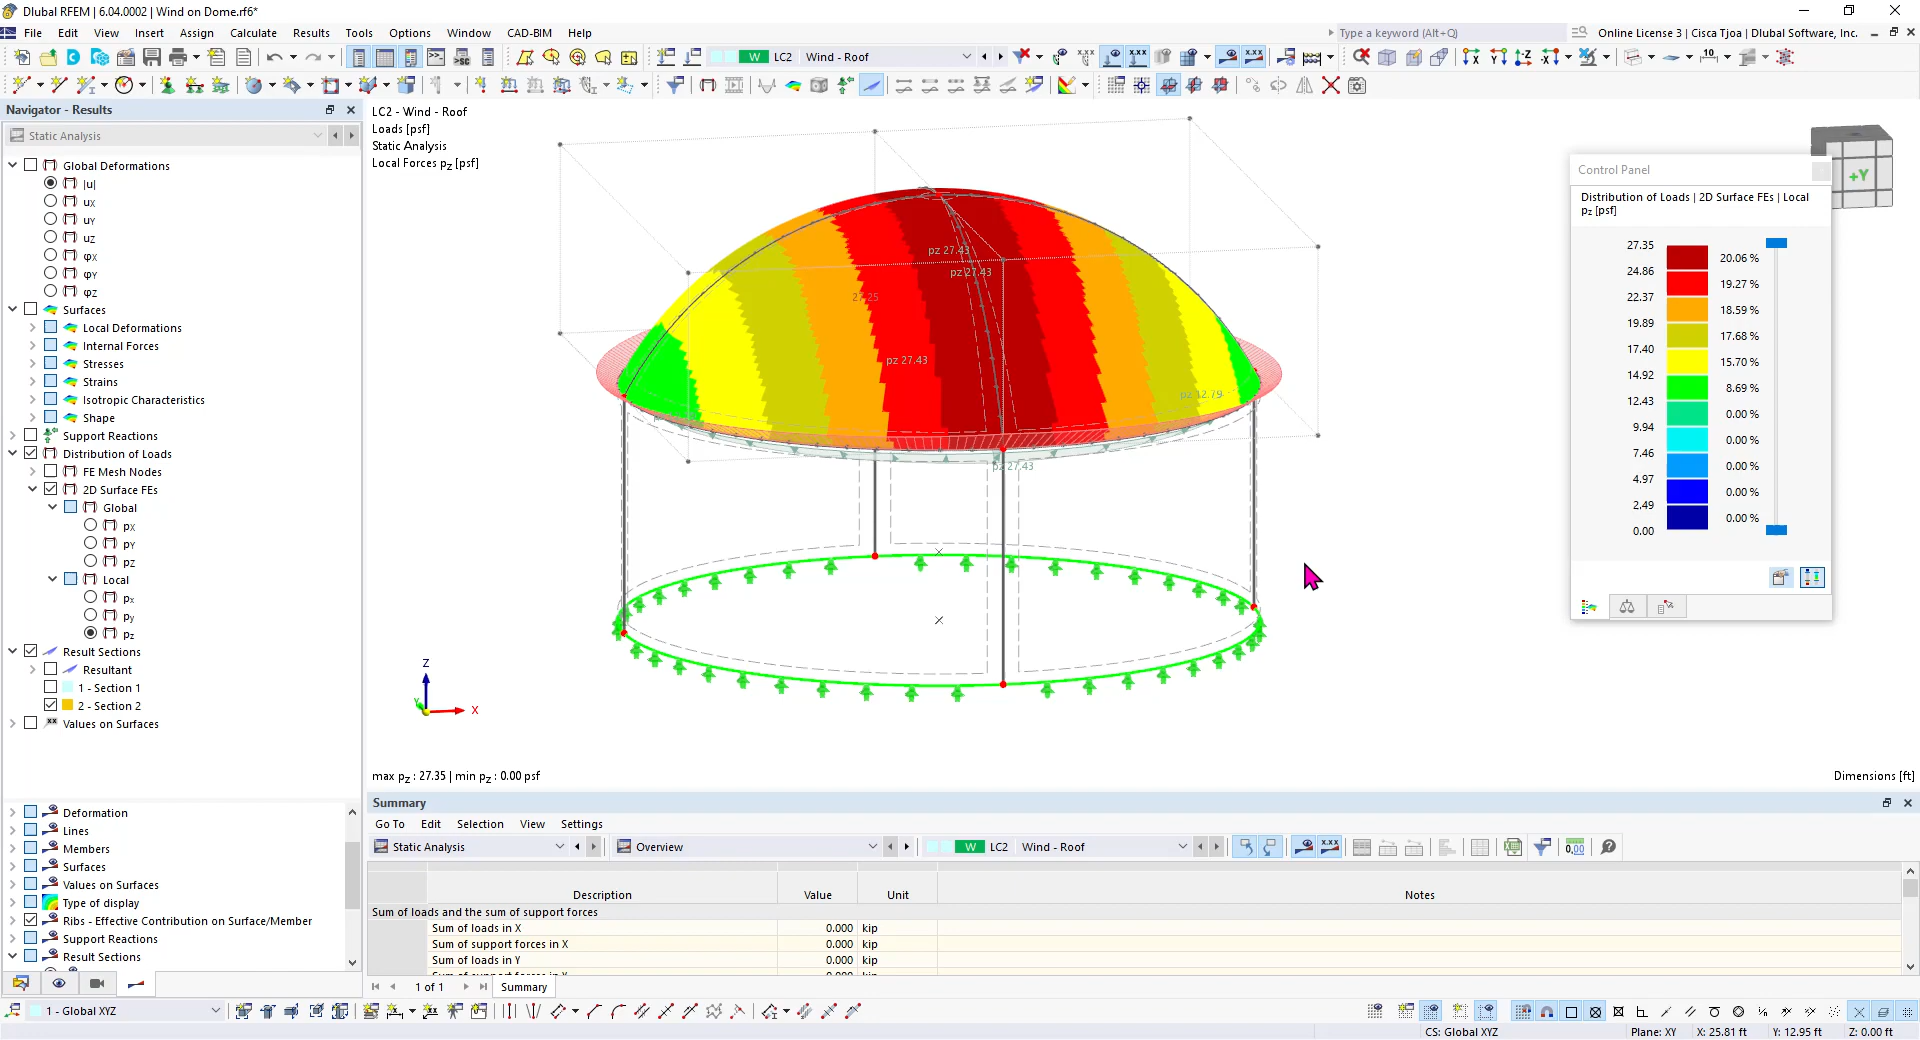 Dlubal RFEM | 6.04.0002 | Wind on Dome.rf6*
File Edit View Insert Assign Calculate Results Tools Options Window CAD-BIM Help
Type a keyword (Alt+Q)
Online License 3 | Cisca Tjoa | Dlubal Software, Inc.
W LC2 Wind - Roof
Navigator - Results
Static Analysis
Global Deformations
|u|
uX
uY
uZ
φX
φY
φZ
Surfaces
Local Deformations
Internal Forces
Stresses
Strains
Isotropic Characteristics
Shape
Support Reactions
Distribution of Loads
FE Mesh Nodes
2D Surface FEs
Global
pX
pY
pZ
Local
px
py
pz
Result Sections
Resultant
1 - Section 1
2 - Section 2
Values on Surfaces
Deformation
Lines
Members
Surfaces
Values on Surfaces
Type of display
Ribs - Effective Contribution on Surface/Member
Support Reactions
Result Sections
LC2 - Wind - Roof
Loads [psf]
Static Analysis
Local Forces pz [psf]
pz 27.43
pz 27.43
27.25
pz 27.43
pz 12.79
pz 27.43
Z
Y
X
+Y
max pz : 27.35 | min pz : 0.00 psf
Dimensions [ft]
Control Panel
Distribution of Loads | 2D Surface FEs | Local
pz [psf]
27.35
20.06 %
24.86
19.27 %
22.37
18.59 %
19.89
17.68 %
17.40
15.70 %
14.92
8.69 %
12.43
0.00 %
9.94
0.00 %
7.46
0.00 %
4.97
0.00 %
2.49
0.00 %
0.00
Summary
Go To Edit Selection View Settings
Static Analysis Overview W LC2 Wind - Roof
Description Value Unit Notes
Sum of loads and the sum of support forces
Sum of loads in X 0.000 kip
Sum of support forces in X 0.000 kip
Sum of loads in Y 0.000 kip
Sum of support forces in Y 0.000 kip
1 of 1 Summary
1 - Global XYZ
CS: Global XYZ Plane: XY X: 25.81 ft Y: 12.95 ft Z: 0.00 ft